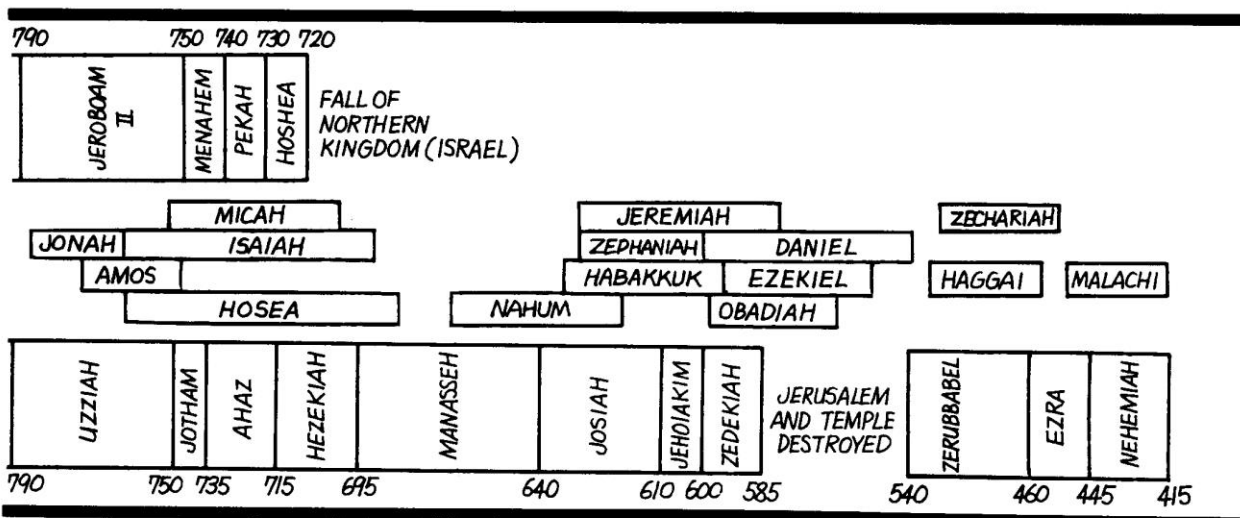 790 750 740 730 720
JEROBOAM II
MENAHEM
PEKAH
HOSHEA
FALL OF
NORTHERN
KINGDOM (ISRAEL)
MICAH JEREMIAH ZECHARIAH
JONAH ISAIAH ZEPHANIAH DANIEL
AMOS HABAKKUK EZEKIEL HAGGAI MALACHI
HOSEA NAHUM OBADIAH
UZZIAH
JOTHAM
AHAZ
HEZEKIAH
MANASSEH
JOSIAH
JEHOIAKIM
ZEDEKIAH
JERUSALEM
AND TEMPLE
DESTROYED
ZERUBBABEL
EZRA
NEHEMIAH
790 750 735 715 695 640 610 600 585 540 460 445 415